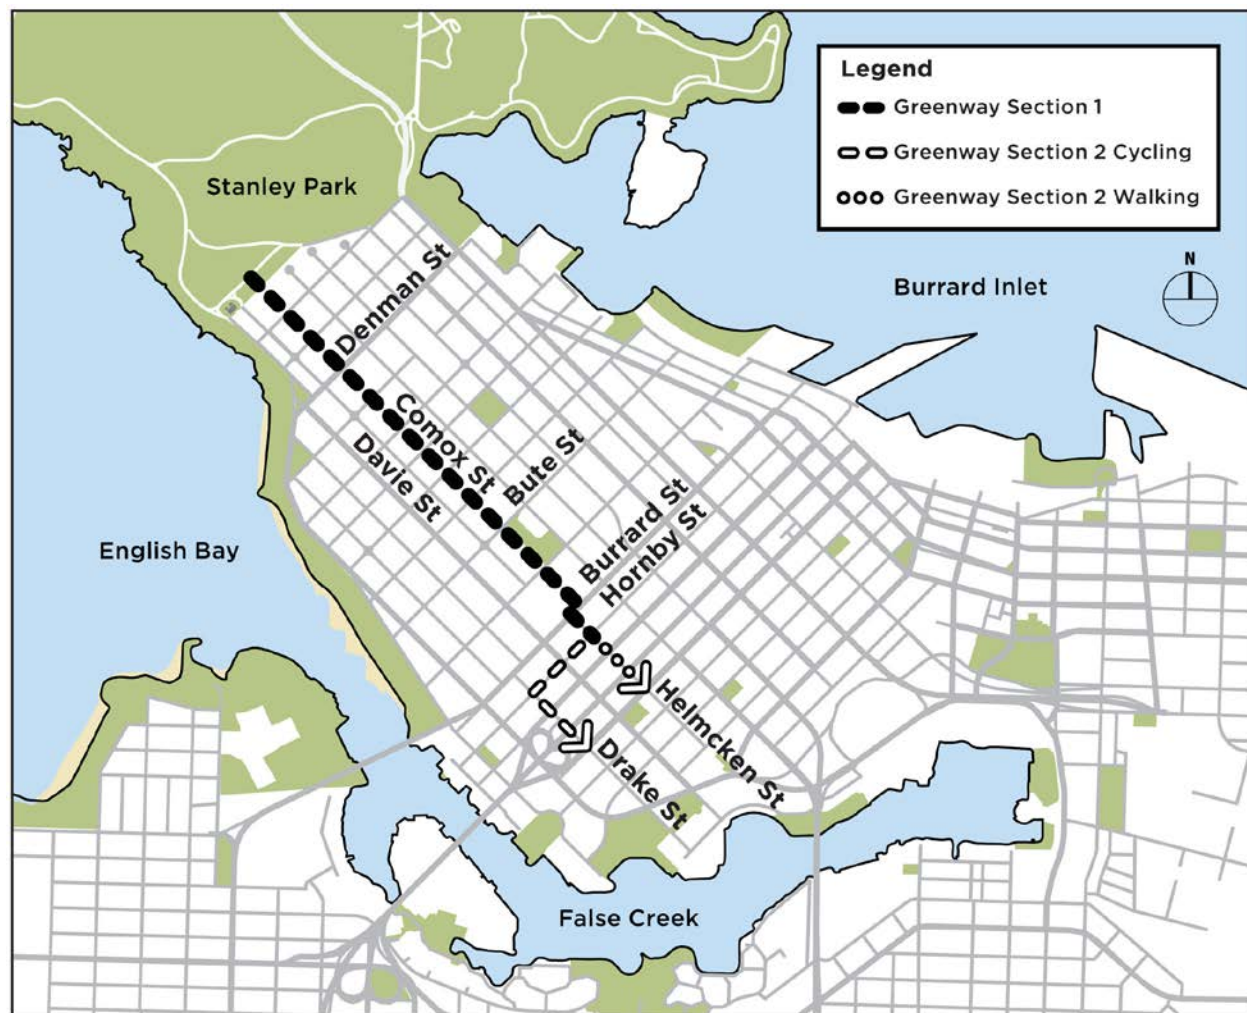 Legend
Greenway Section 1
Greenway Section 2 Cycling
Greenway Section 2 Walking
Stanley Park
N
Burrard Inlet
Denman St
Comox St
Davie St
Bute St
Burrard St
Hornby St
English Bay
Helmcken St
Drake St
False Creek